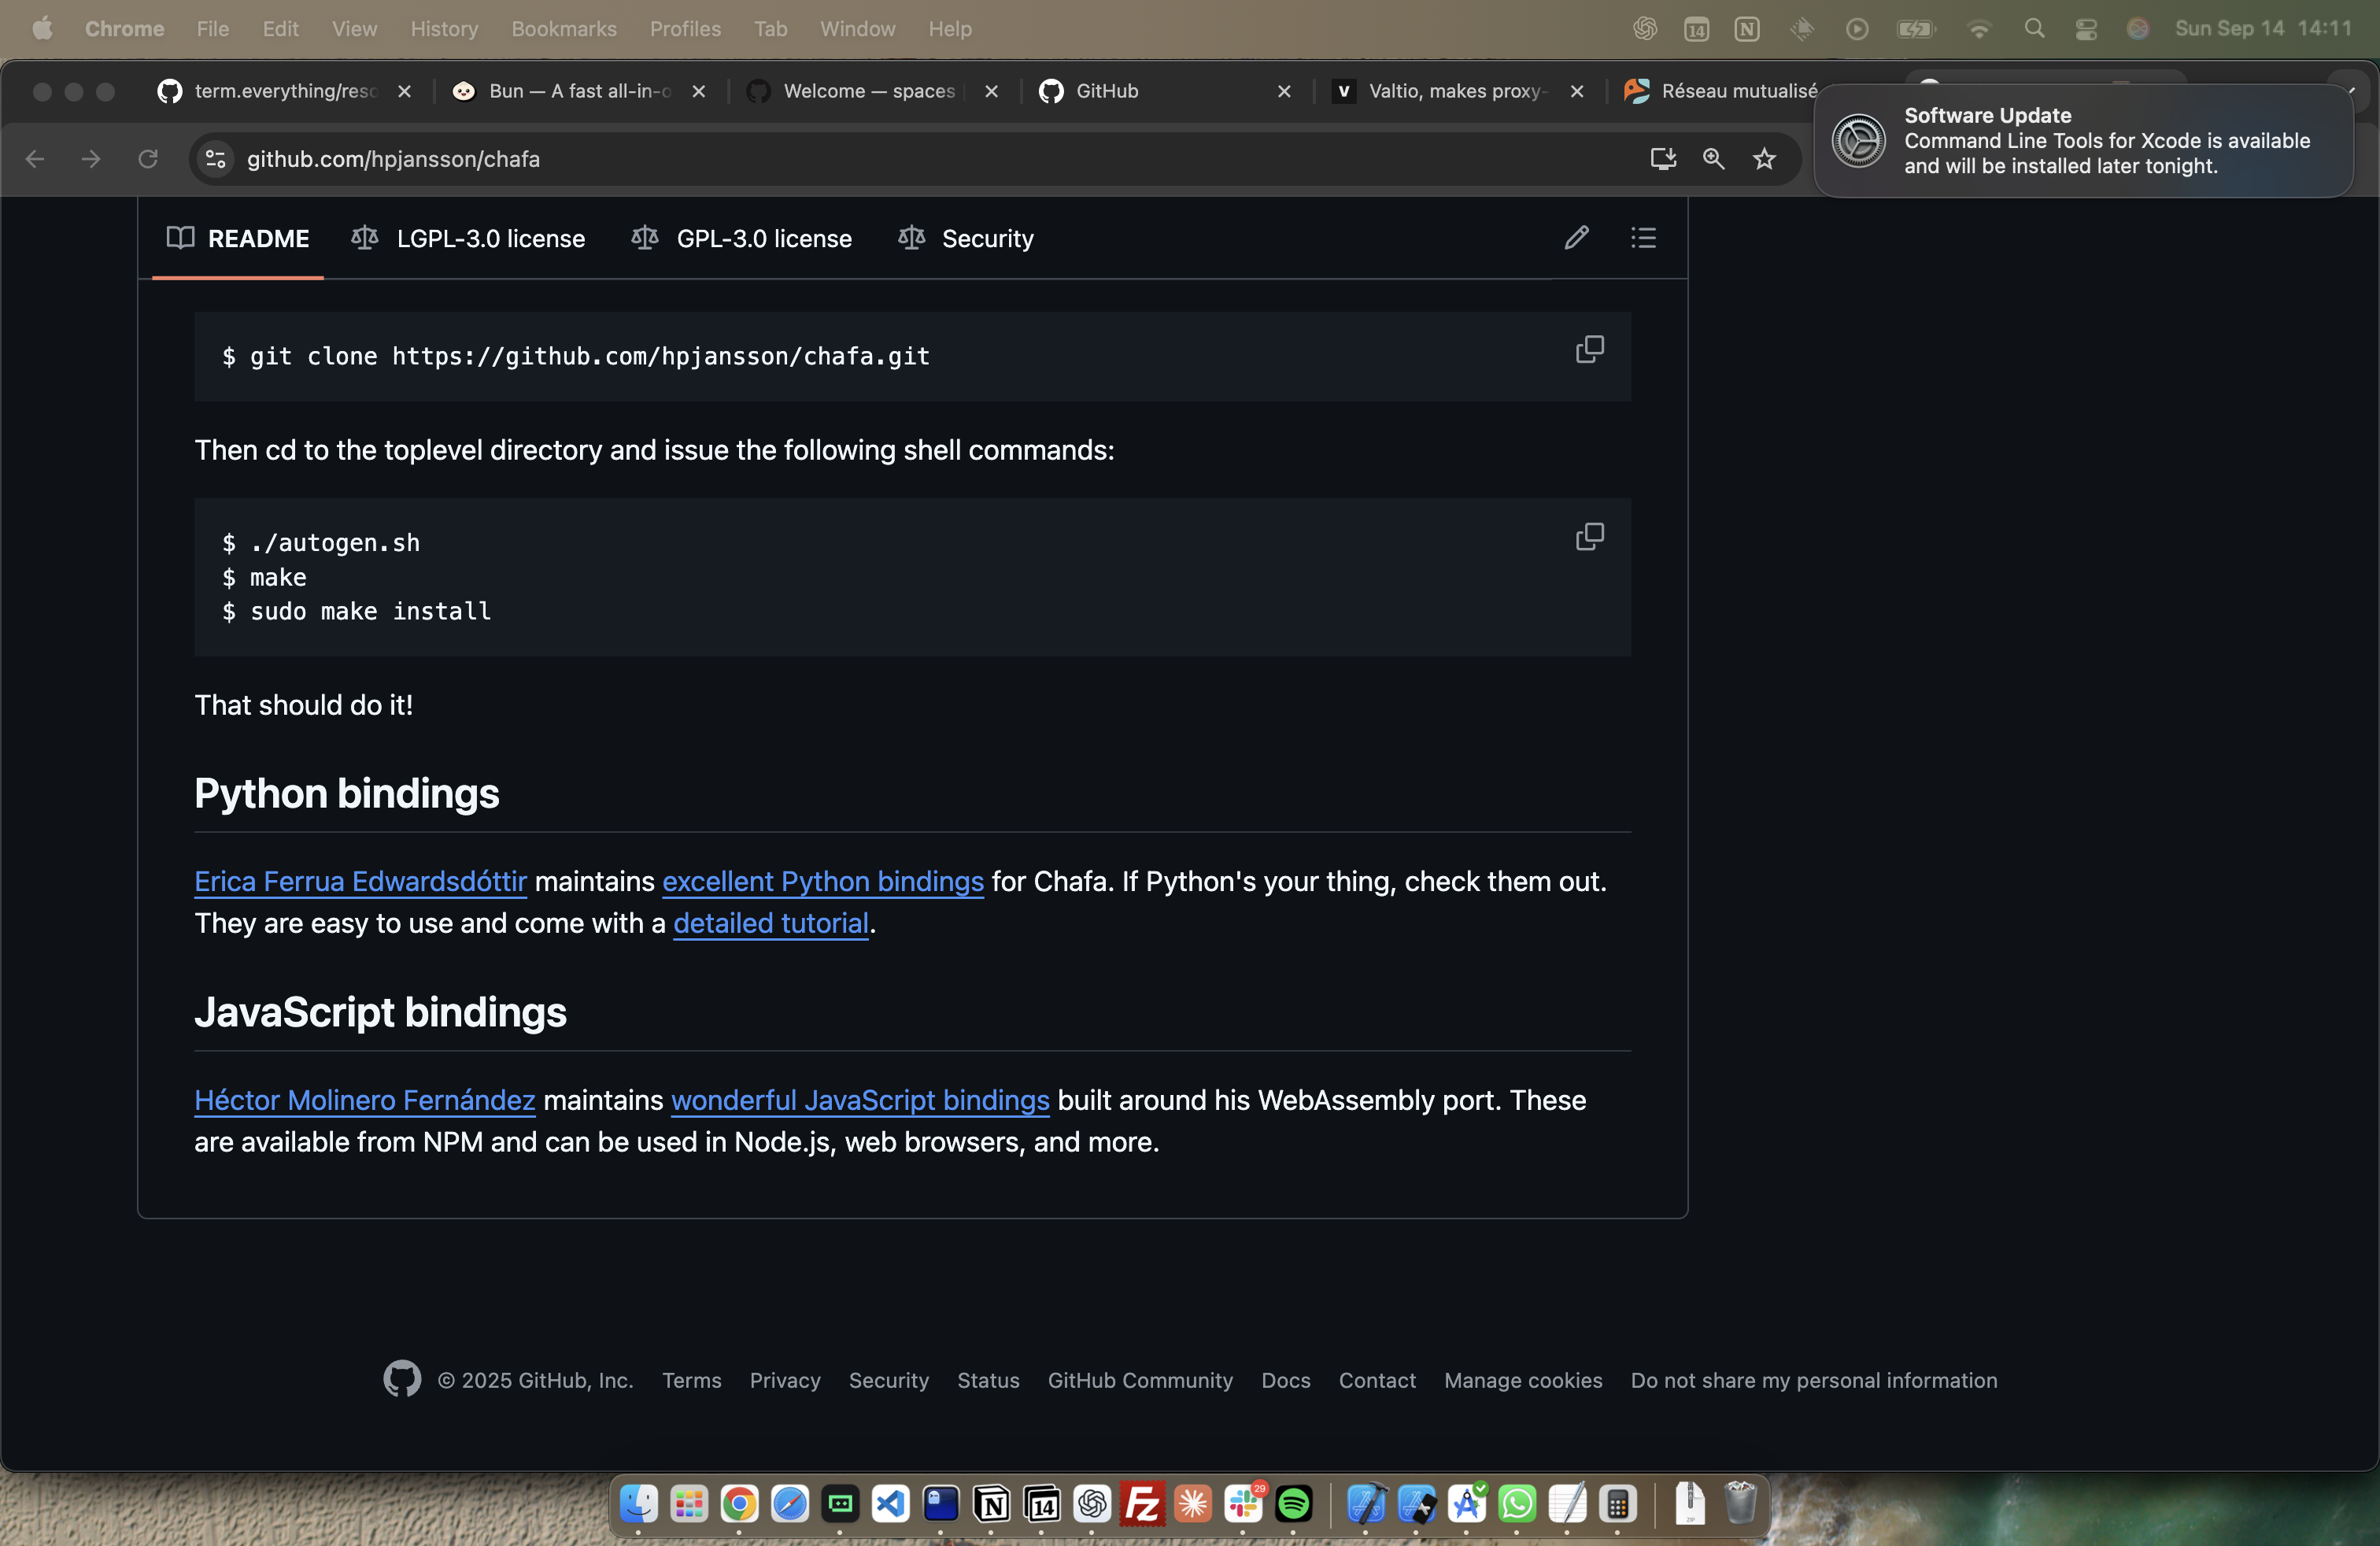 Chrome File Edit View History Bookmarks Profiles Tab Window Help 14 Sun Sep 14 14:11
term.everything/reso Bun — A fast all-in-o Welcome — spaces GitHub Valtio, makes proxy- Réseau mutualisé
github.com/hpjansson/chafa
Software Update
Command Line Tools for Xcode is available
and will be installed later tonight.
README LGPL-3.0 license GPL-3.0 license Security
$ git clone https://github.com/hpjansson/chafa.git
Then cd to the toplevel directory and issue the following shell commands:
$ ./autogen.sh
$ make
$ sudo make install
That should do it!
Python bindings
Erica Ferrua Edwardsdóttir maintains excellent Python bindings for Chafa. If Python's your thing, check them out.
They are easy to use and come with a detailed tutorial.
JavaScript bindings
Héctor Molinero Fernández maintains wonderful JavaScript bindings built around his WebAssembly port. These
are available from NPM and can be used in Node.js, web browsers, and more.
© 2025 GitHub, Inc. Terms Privacy Security Status GitHub Community Docs Contact Manage cookies Do not share my personal information
14 Fz 29 ZIP